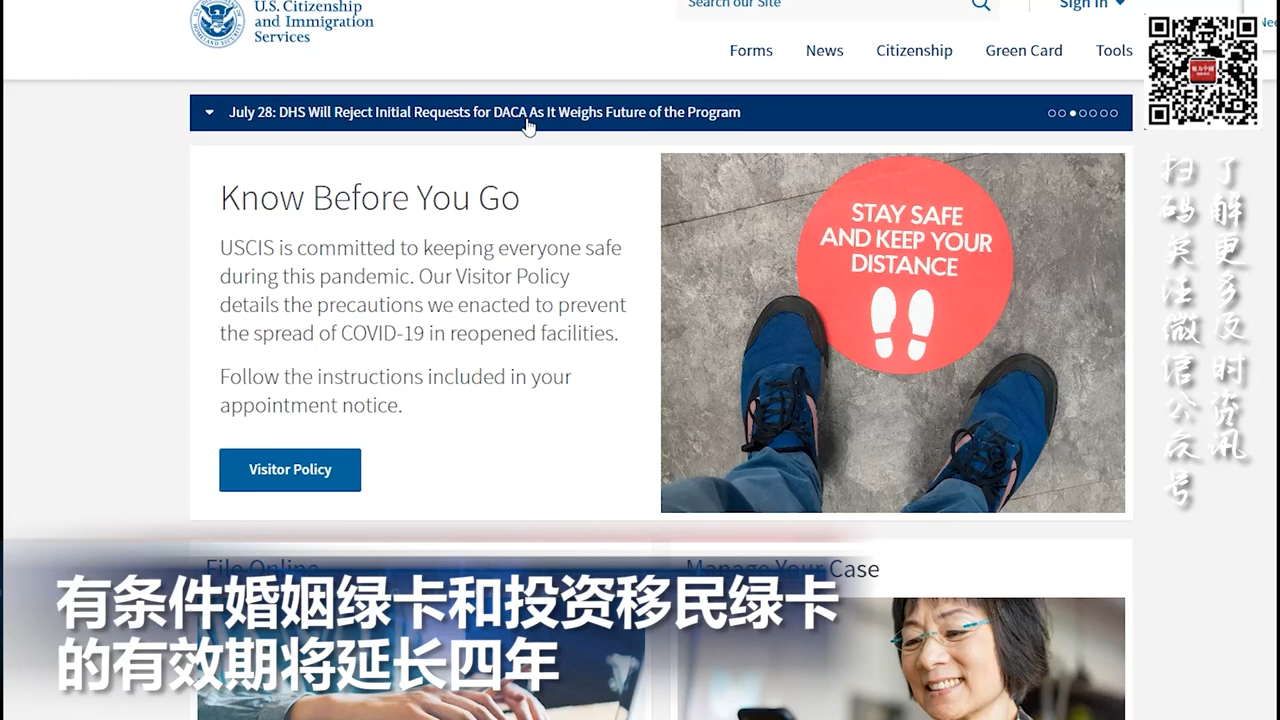 U.S. Citizenship
and Immigration
Services
Search our Site
Sign In
Forms
News
Citizenship
Green Card
Tools
July 28: DHS Will Reject Initial Requests for DACA As It Weighs Future of the Program
Know Before You Go
USCIS is committed to keeping everyone safe
during this pandemic. Our Visitor Policy
details the precautions we enacted to prevent
the spread of COVID-19 in reopened facilities.
Follow the instructions included in your
appointment notice.
Visitor Policy
STAY SAFE
AND KEEP YOUR
DISTANCE
了解更多及时资讯
扫码关注微信公众号
File Online
Manage Your Case
有条件婚姻绿卡和投资移民绿卡
的有效期将延长四年